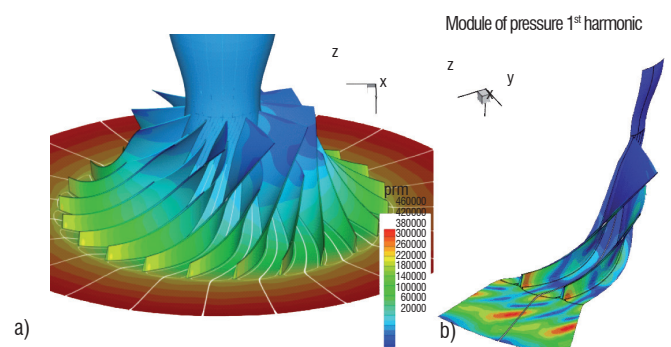 Module of pressure 1st harmonic
z
x
z
y
x
prm
460000
420000
380000
300000
260000
220000
180000
140000
100000
60000
20000
a)
b)